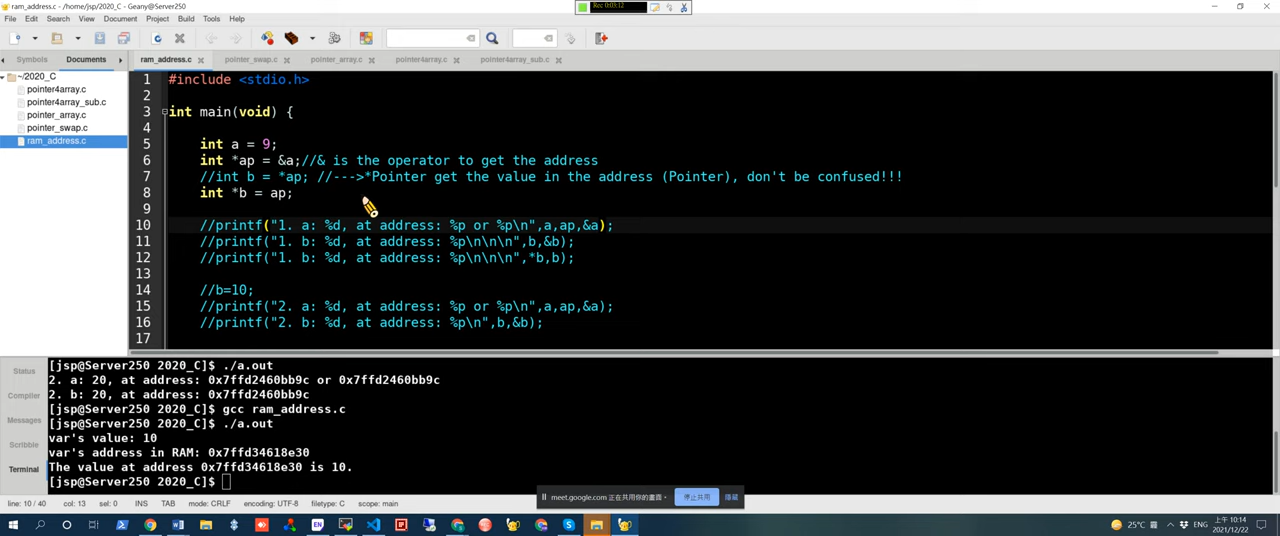 ram_address.c - /home/jsp/2020_C - Geany@Server250
Rec 0:03:12
File Edit Search View Document Project Build Tools Help
Symbols Documents
ram_address.c pointer_swap.c pointer_array.c pointer4array.c pointer4array_sub.c
~/2020_C
pointer4array.c
pointer4array_sub.c
pointer_array.c
pointer_swap.c
ram_address.c
1 #include <stdio.h>
2
3 int main(void) {
4
5 int a = 9;
6 int *ap = &a;//& is the operator to get the address
7 //int b = *ap; //--->*Pointer get the value in the address (Pointer), don't be confused!!!
8 int *b = ap;
9
10 //printf("1. a: %d, at address: %p or %p\n",a,ap,&a);
11 //printf("1. b: %d, at address: %p\n\n\n",b,&b);
12 //printf("1. b: %d, at address: %p\n\n\n",*b,b);
13
14 //b=10;
15 //printf("2. a: %d, at address: %p or %p\n",a,ap,&a);
16 //printf("2. b: %d, at address: %p\n",b,&b);
17
Status
Compiler
Messages
Scribble
Terminal
[jsp@Server250 2020_C]$ ./a.out
2. a: 20, at address: 0x7ffd2460bb9c or 0x7ffd2460bb9c
2. b: 20, at address: 0x7ffd2460bb9c
[jsp@Server250 2020_C]$ gcc ram_address.c
[jsp@Server250 2020_C]$ ./a.out
var's value: 10
var's address in RAM: 0x7ffd34618e30
The value at address 0x7ffd34618e30 is 10.
[jsp@Server250 2020_C]$
meet.google.com 正在共用你的畫面。 停止共用 隱藏
line: 10 / 40 col: 13 sel: 0 INS TAB mode: CRLF encoding: UTF-8 filetype: C scope: main
25°C 霾 ENG 上午 10:14
2021/12/22